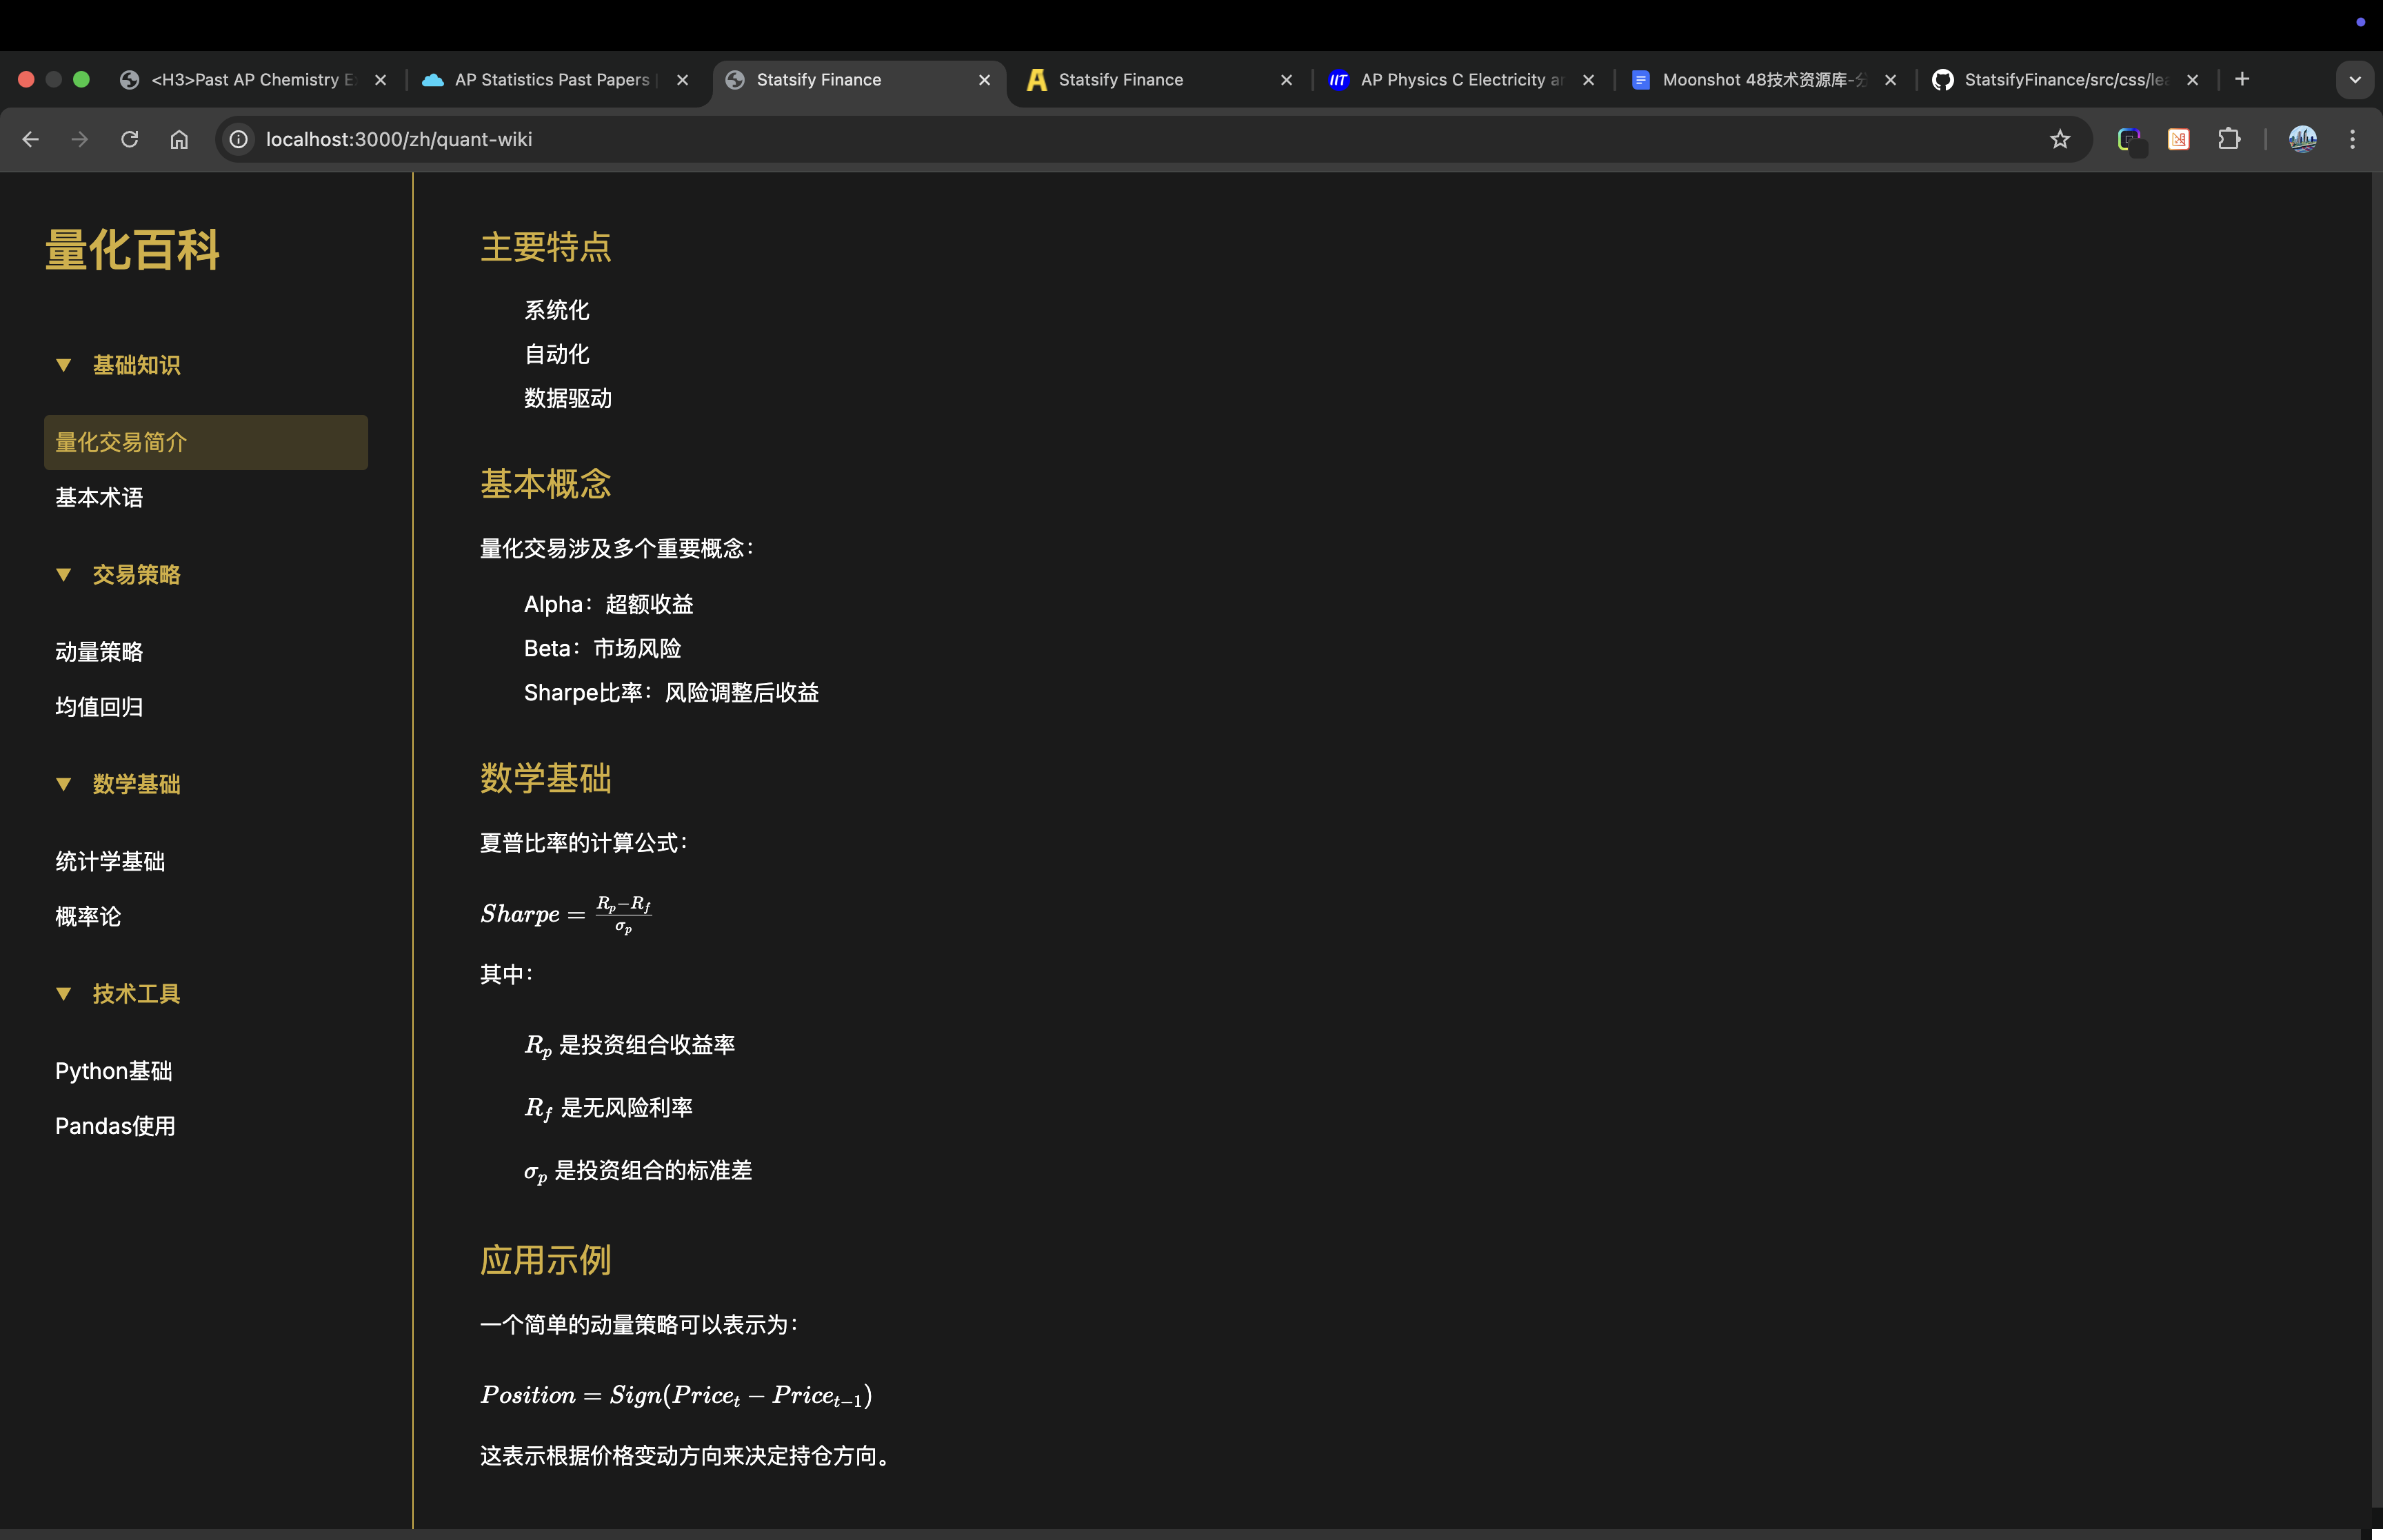 <H3>Past AP Chemistry E
AP Statistics Past Papers
Statsify Finance
Statsify Finance
AP Physics C Electricity ar
Moonshot 48技术资源库-分
StatsifyFinance/src/css/lea
localhost:3000/zh/quant-wiki
量化百科
▼ 基础知识
量化交易简介
基本术语
▼ 交易策略
动量策略
均值回归
▼ 数学基础
统计学基础
概率论
▼ 技术工具
Python基础
Pandas使用
主要特点
系统化
自动化
数据驱动
基本概念
量化交易涉及多个重要概念：
Alpha：超额收益
Beta：市场风险
Sharpe比率：风险调整后收益
数学基础
夏普比率的计算公式：
$Sharpe = \frac{R_p - R_f}{\sigma_p}$
其中：
$R_p$ 是投资组合收益率
$R_f$ 是无风险利率
$\sigma_p$ 是投资组合的标准差
应用示例
一个简单的动量策略可以表示为：
$Position = Sign(Price_t - Price_{t-1})$
这表示根据价格变动方向来决定持仓方向。